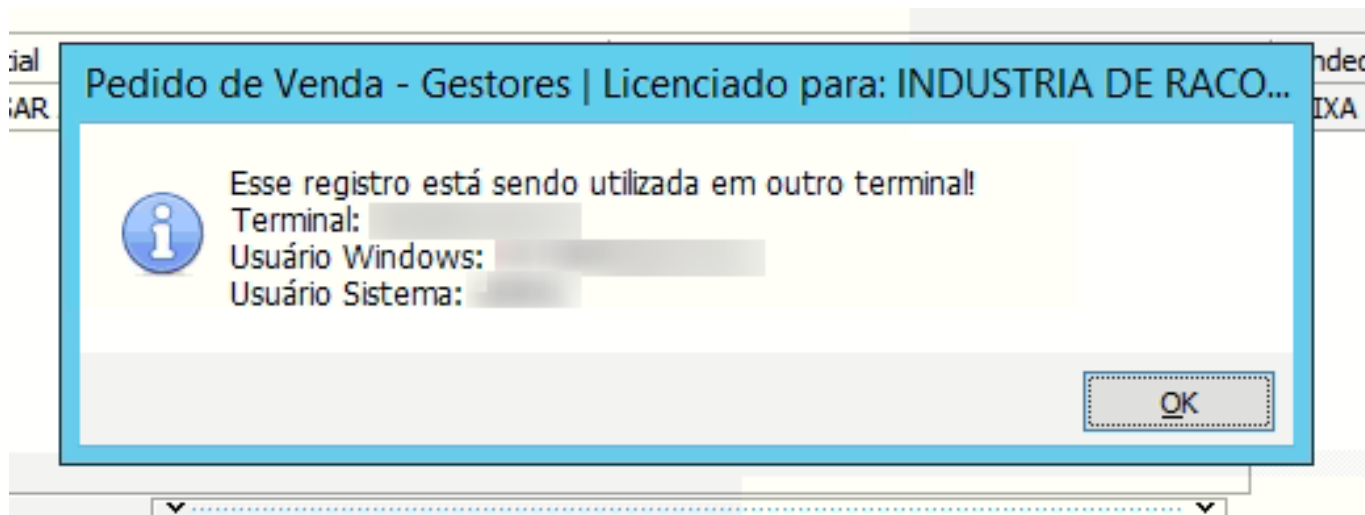 Pedido de Venda - Gestores | Licenciado para: INDUSTRIA DE RACO...
Esse registro está sendo utilizada em outro terminal!
Terminal:
Usuário Windows:
Usuário Sistema:
OK